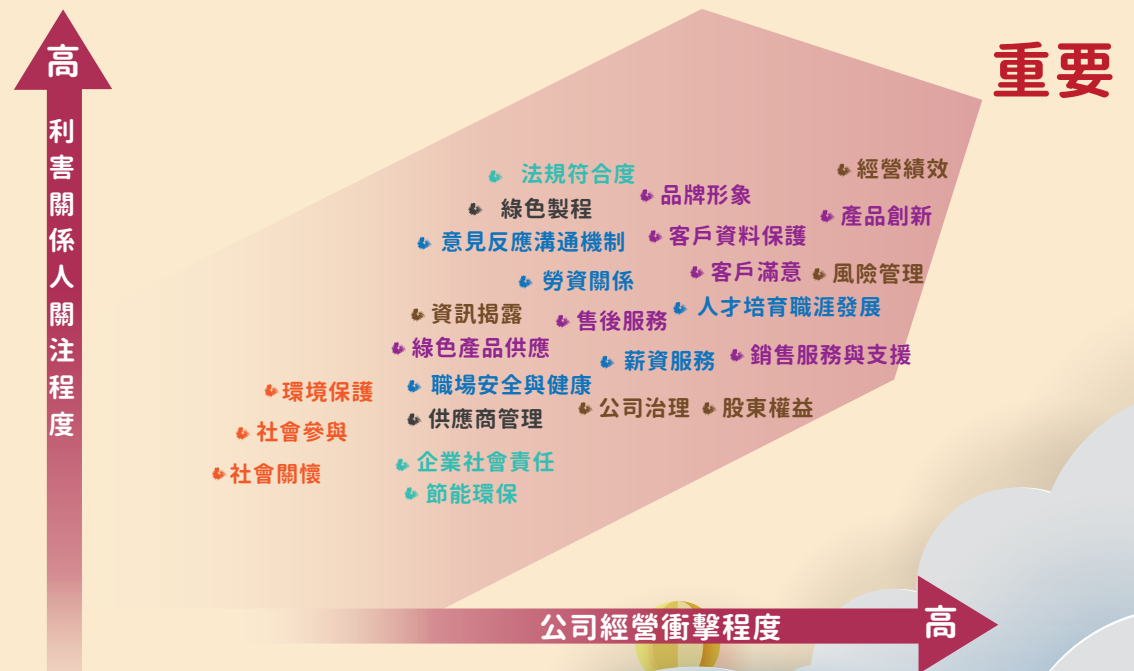 高
重要
利害關係人關注程度
法規符合度
經營績效
品牌形象
綠色製程
產品創新
意見反應溝通機制
客戶資料保護
客戶滿意
風險管理
勞資關係
人才培育職涯發展
資訊揭露
售後服務
綠色產品供應
銷售服務與支援
薪資服務
環境保護
職場安全與健康
公司治理
股東權益
供應商管理
社會參與
企業社會責任
社會關懷
節能環保
公司經營衝擊程度
高